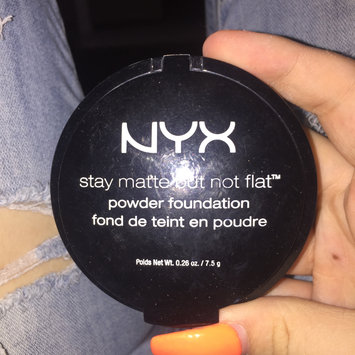 NYX
stay matte but not flat™
powder foundation
fond de teint en poudre
Poids Net Wt. 0.26 oz. / 7.5 g